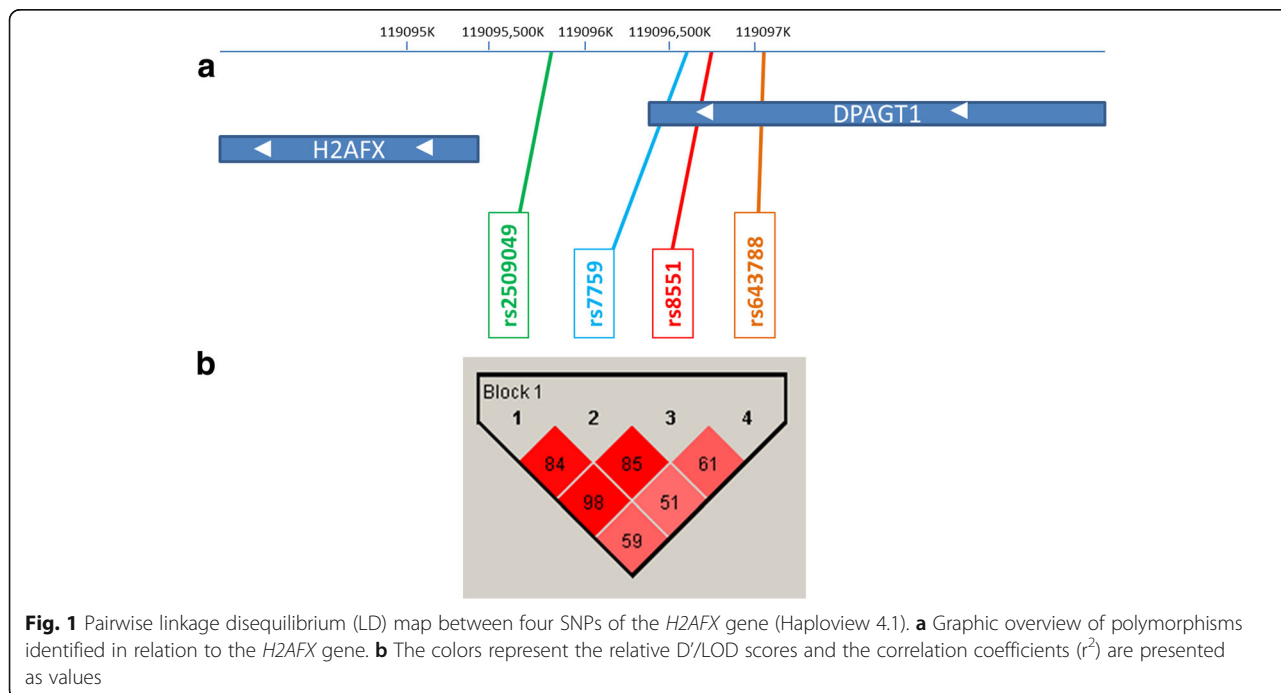 119095K 119095,500K 119096K 119096,500K 119097K
a
DPAGT1
H2AFX
rs2509049
rs7759
rs8551
rs643788
b
Block 1
1 2 3 4
84 85 61
98 51
59
Fig. 1 Pairwise linkage disequilibrium (LD) map between four SNPs of the H2AFX gene (Haploview 4.1). a Graphic overview of polymorphisms
identified in relation to the H2AFX gene. b The colors represent the relative D′/LOD scores and the correlation coefficients (r²) are presented
as values